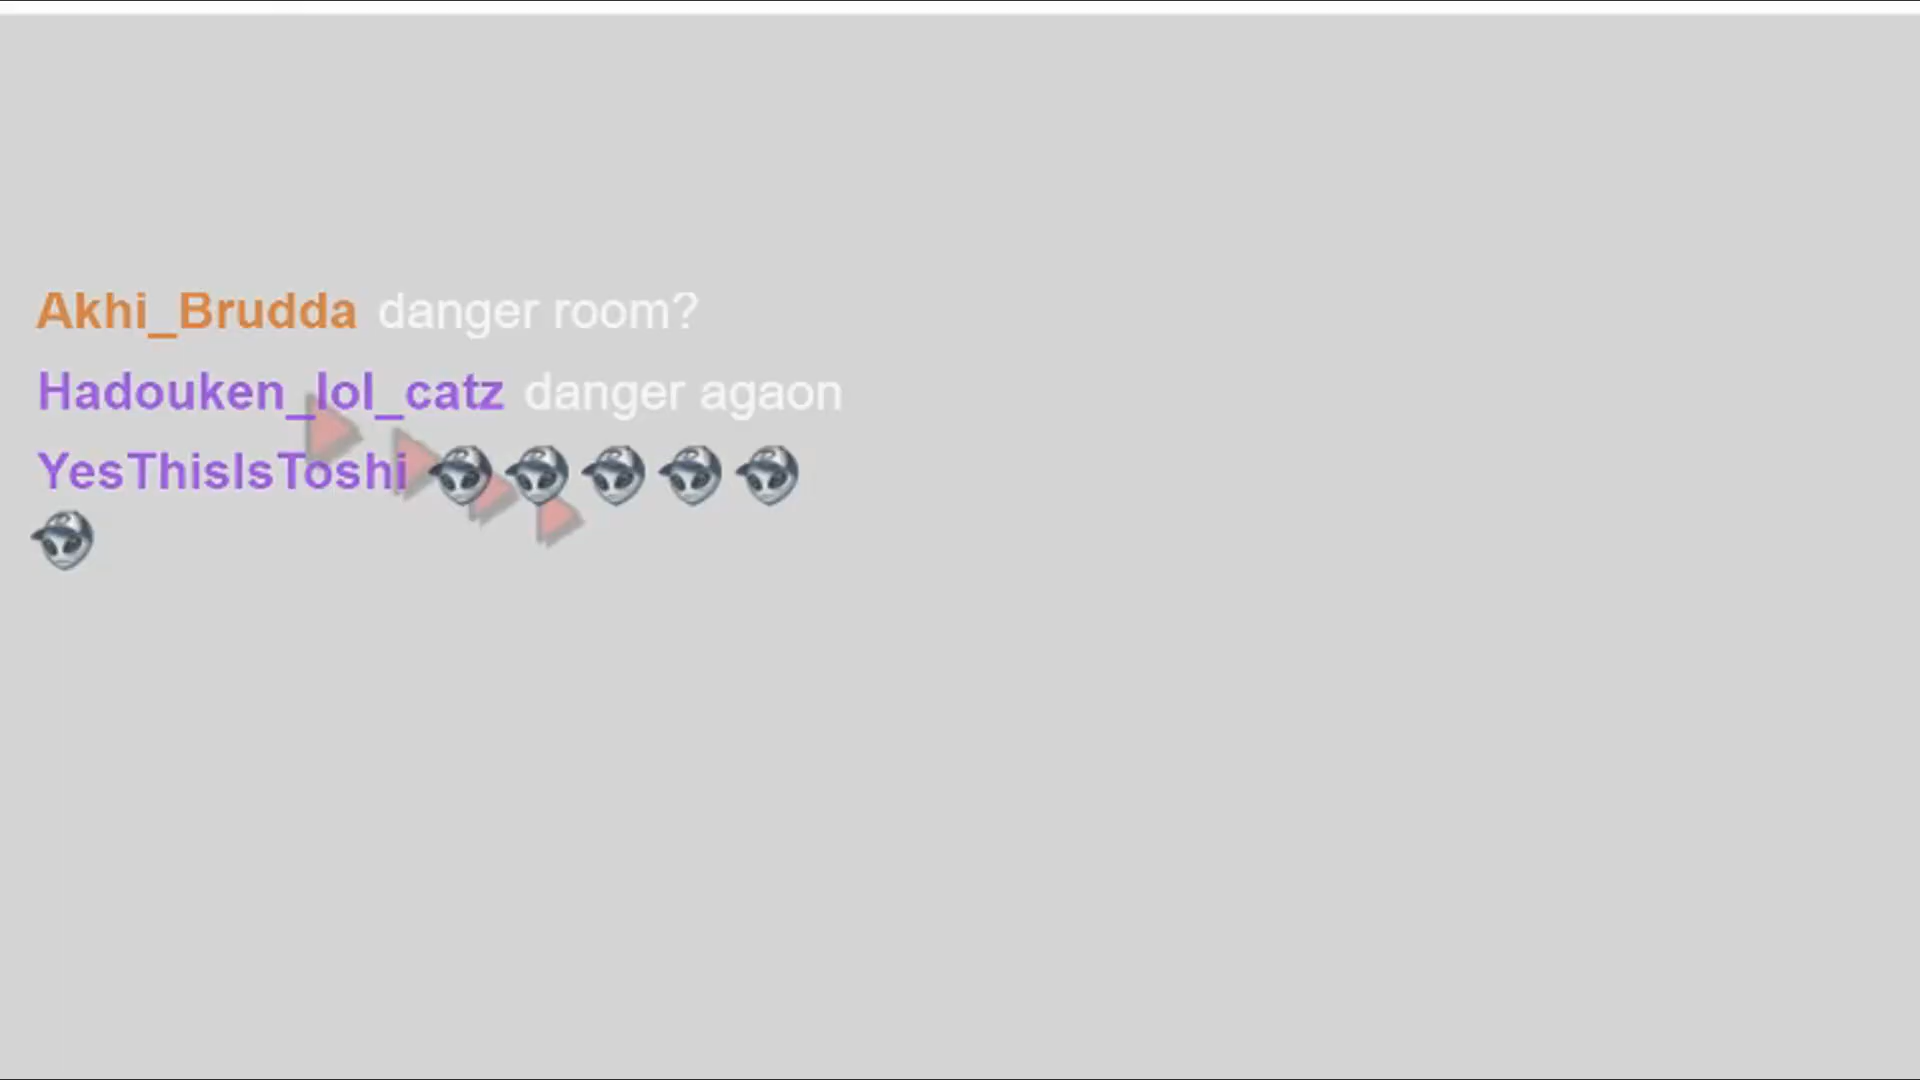 Akhi_Brudda danger room?
Hadouken_lol_catz danger agaon
YesThisIsToshi